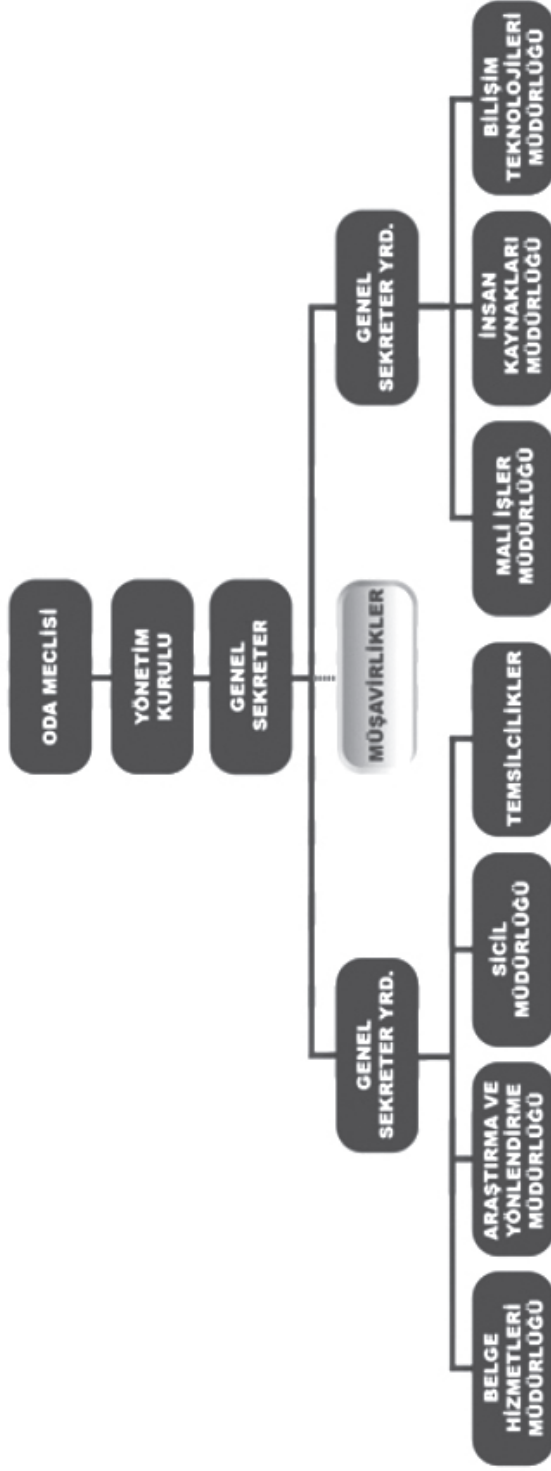 ODA MECLİSİ
YÖNETİM
KURULU
GENEL
SEKRETER
MÜŞAVİRLİKLER
GENEL
SEKRETER YRD.
GENEL
SEKRETER YRD.
BELGE
HİZMETLERİ
MÜDÜRLÜĞÜ
ARAŞTIRMA VE
YÖNLENDİRME
MÜDÜRLÜĞÜ
SİCİL
MÜDÜRLÜĞÜ
TEMSİLCİLİKLER
MALİ İŞLER
MÜDÜRLÜĞÜ
İNSAN
KAYNAKLARI
MÜDÜRLÜĞÜ
BİLİŞİM
TEKNOLOJİLERİ
MÜDÜRLÜĞÜ